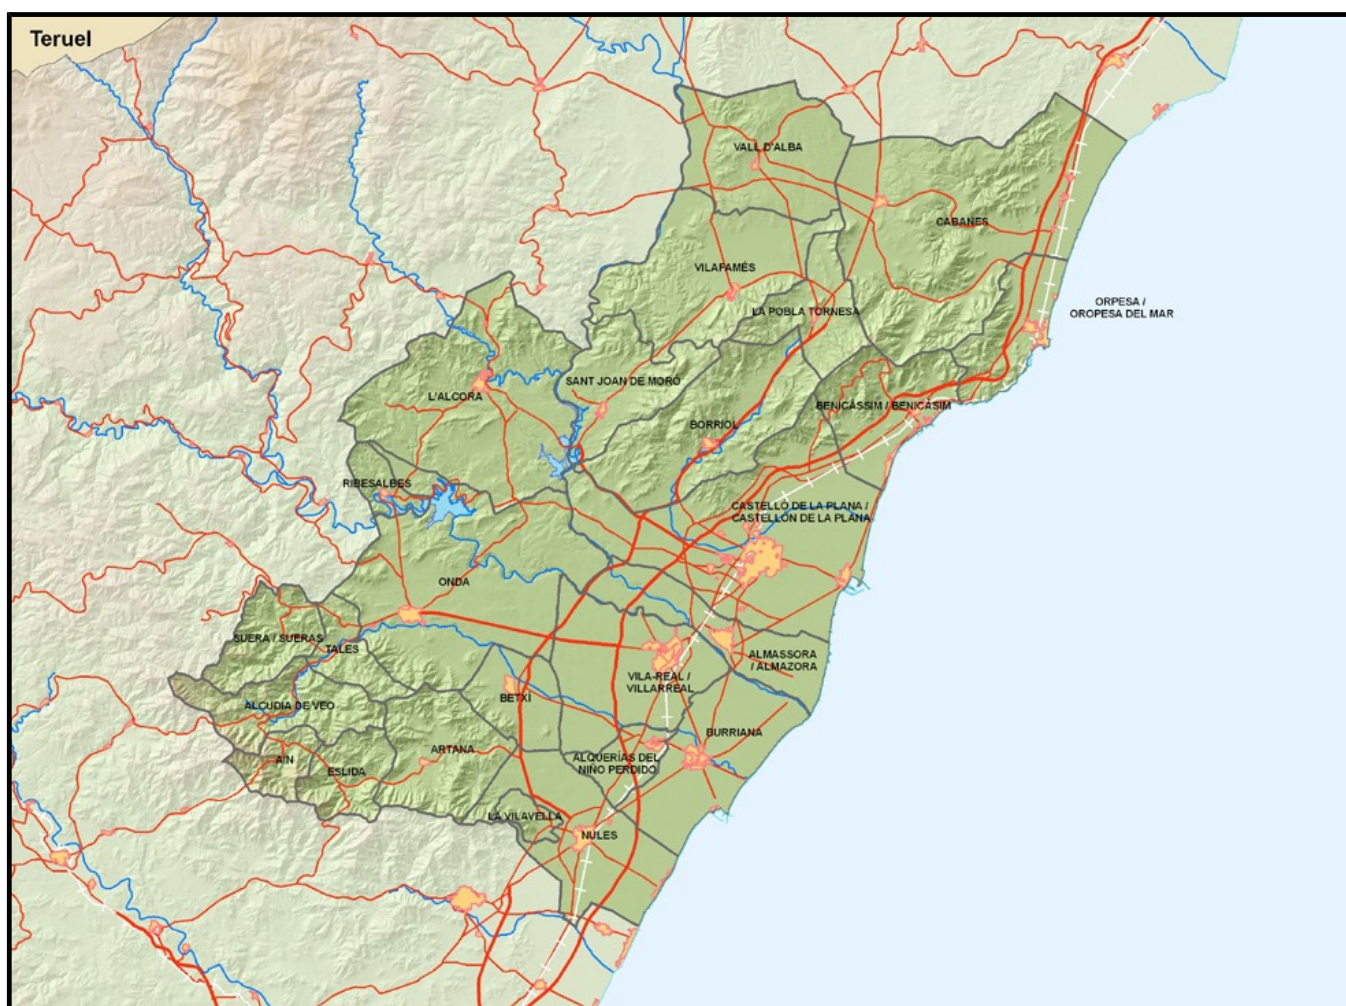 Teruel
VALL D'ALBA
CABANES
VILAFAMÉS
ORPESA /
OROPESA DEL MAR
LA POBLA TORNESA
SANT JOAN DE MORÓ
L'ALCORA
BENICÀSSIM / BENICÁSIM
BORRIOL
RIBESALBES
CASTELLÓ DE LA PLANA /
CASTELLÓN DE LA PLANA
ONDA
SUERA / SUERAS
TALES
ALMASSORA
/ ALMAZORA
VILA-REAL /
VILLARREAL
BETXÍ
ALCUDIA DE VEO
BURRIANA
ARTANA
AIN
ESLIDA
ALQUERÍAS DEL
NIÑO PERDIDO
LA VILAVELLA
NULES